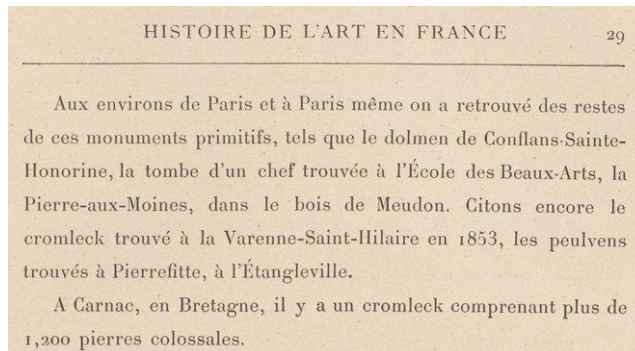 HISTOIRE DE L'ART EN FRANCE 29
Aux environs de Paris et à Paris même on a retrouvé des restes
de ces monuments primitifs, tels que le dolmen de Conflans-Sainte-
Honorine, la tombe d'un chef trouvée à l'École des Beaux-Arts, la
Pierre-aux-Moines, dans le bois de Meudon. Citons encore le
cromleck trouvé à la Varenne-Saint-Hilaire en 1853, les peulvens
trouvés à Pierrefitte, à l'Étangleville.
A Carnac, en Bretagne, il y a un cromleck comprenant plus de
1,200 pierres colossales.